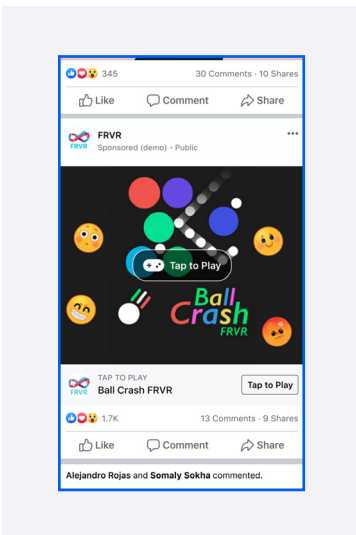 345
30 Comments · 10 Shares
Like
Comment
Share
FRVR
FRVR
Sponsored (demo) · Public
Tap to Play
Ball
Crash
FRVR
TAP TO PLAY
FRVR
Ball Crash FRVR
Tap to Play
1.7K
13 Comments · 9 Shares
Like
Comment
Share
Alejandro Rojas and Somaly Sokha commented.